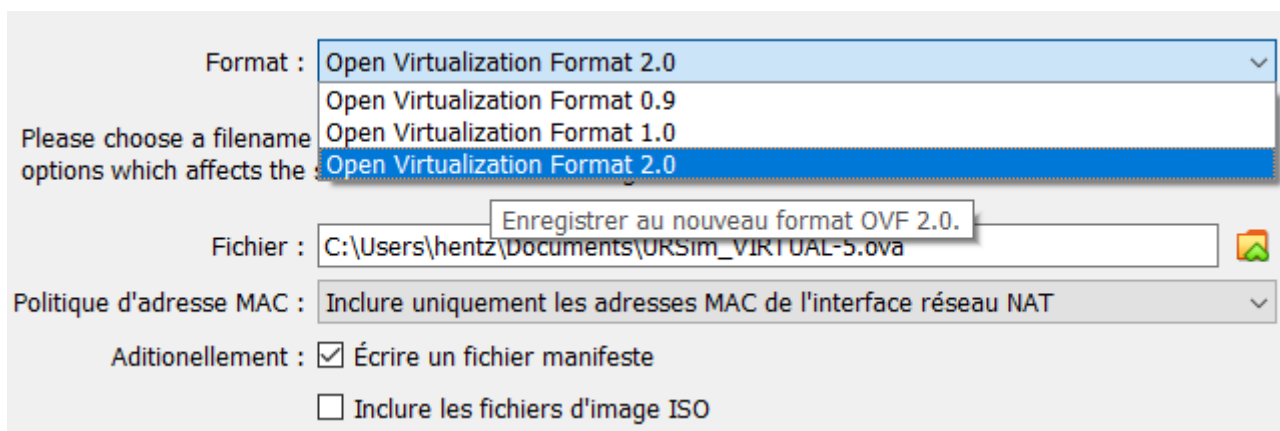 Format : Open Virtualization Format 2.0
Open Virtualization Format 0.9
Open Virtualization Format 1.0
Open Virtualization Format 2.0
Please choose a filename
options which affects the
Enregistrer au nouveau format OVF 2.0.
Fichier : C:\Users\hentz\Documents\URSim_VIRTUAL-5.ova
Politique d'adresse MAC : Inclure uniquement les adresses MAC de l'interface réseau NAT
Aditionellement : Écrire un fichier manifeste
Inclure les fichiers d'image ISO